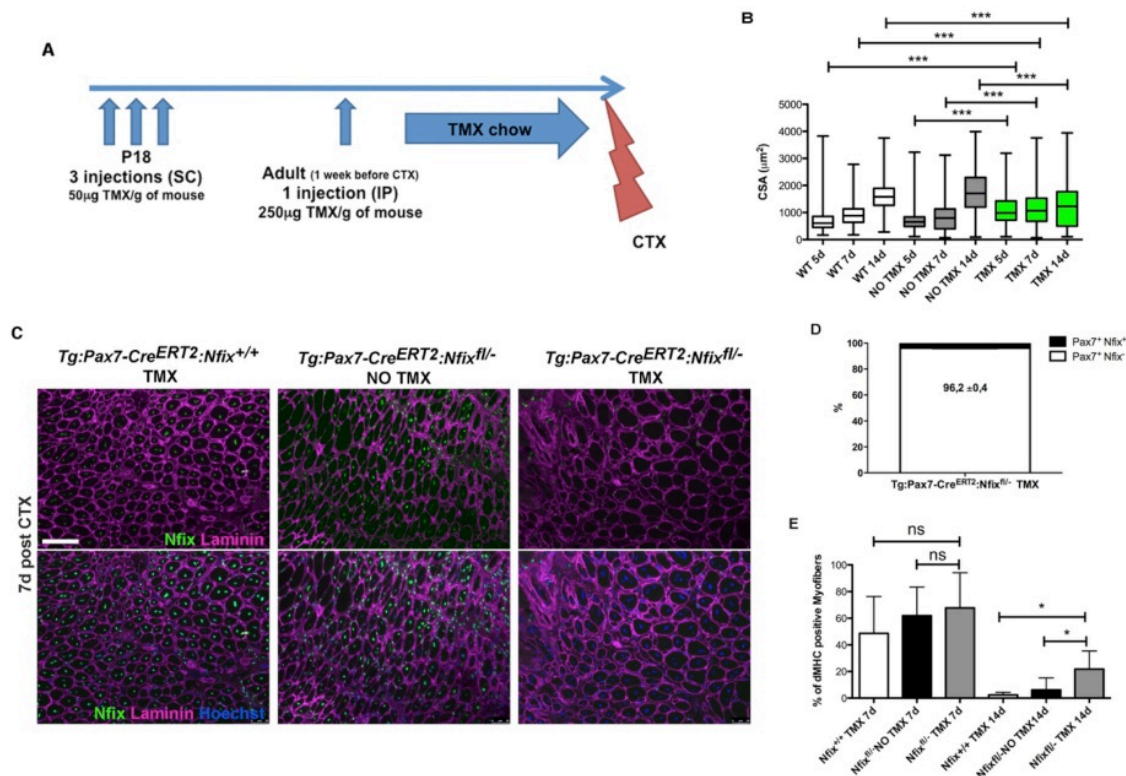 A
P18
3 injections (SC)
50μg TMX/g of mouse
Adult (1 week before CTX)
1 injection (IP)
250μg TMX/g of mouse
TMX chow
CTX
B
***
***
***
***
***
***
CSA (μm²)
5000
4000
3000
2000
1000
0
WT 5d
WT 7d
WT 14d
NO TMX 5d
NO TMX 7d
NO TMX 14d
TMX 5d
TMX 7d
TMX 14d
C
Tg:Pax7-Creᴱᴿᵀ²:Nfix⁺/⁺
TMX
Tg:Pax7-Creᴱᴿᵀ²:Nfixᶠˡ/⁻
NO TMX
Tg:Pax7-Creᴱᴿᵀ²:Nfixᶠˡ/⁻
TMX
7d post CTX
Nfix Laminin
Nfix Laminin Hoechst
D
Pax7⁺ Nfix⁺
Pax7⁺ Nfix⁻
%
100
80
60
40
20
0
96,2 ±0,4
Tg:Pax7-Creᴱᴿᵀ²:Nfixᶠˡ/⁻ TMX
E
ns
ns
*
*
% of dMHC positive Myofibers
100
80
60
40
20
0
Nfix⁺/⁺ TMX 7d
Nfixᶠˡ/⁻NO TMX 7d
Nfixᶠˡ/⁻ TMX 7d
Nfix+/+ TMX 14d
Nfixfl/-NO TMX14d
Nfixfl/- TMX 14d